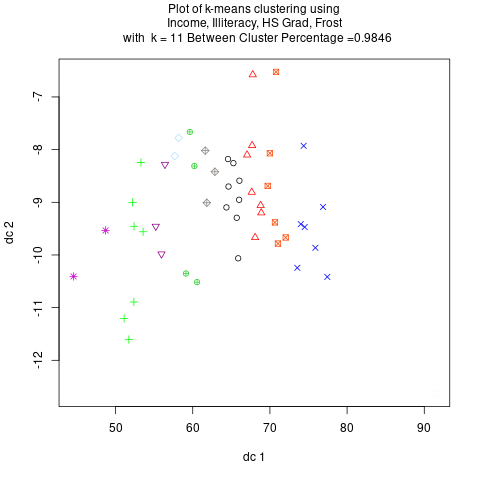 Plot of k-means clustering using
Income, Illiteracy, HS Grad, Frost
with k = 11 Between Cluster Percentage =0.9846
-7
-8
-9
-10
-11
-12
dc 2
50 60 70 80 90
dc 1